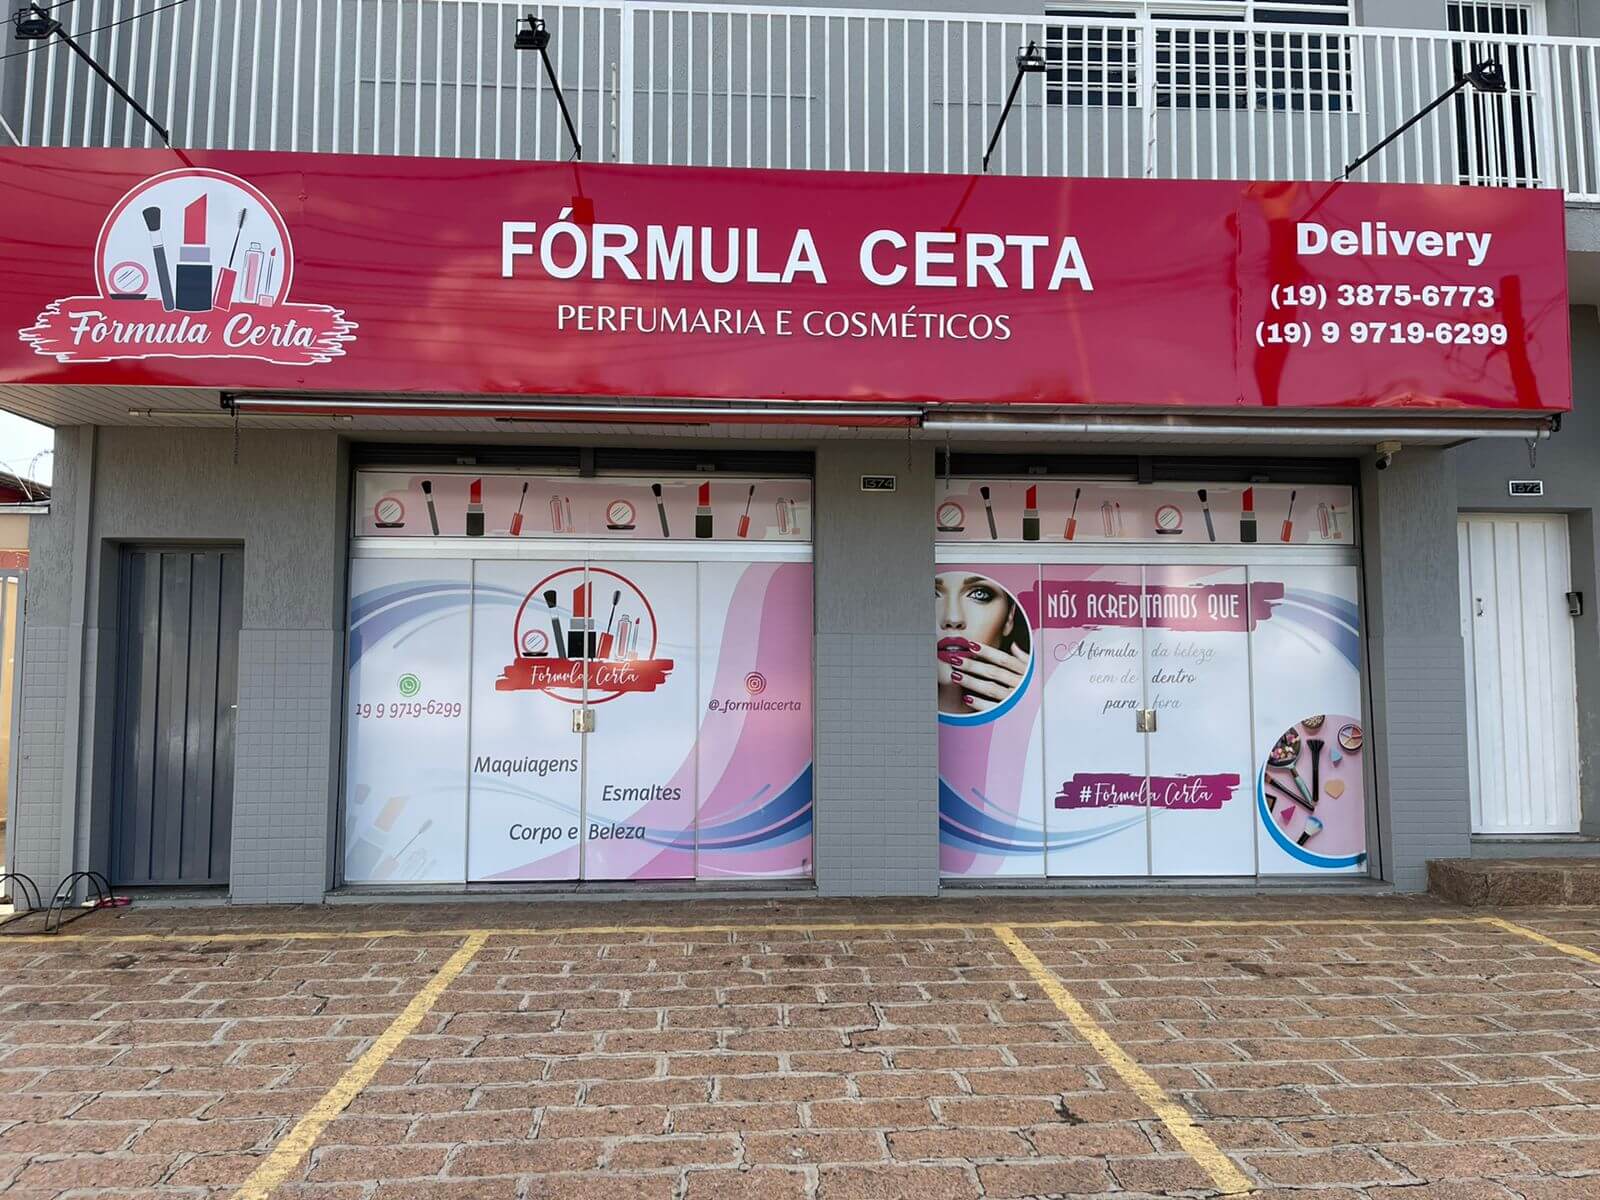 Fórmula Certa
FÓRMULA CERTA
PERFUMARIA E COSMÉTICOS
Delivery
(19) 3875-6773
(19) 9 9719-6299
1374
1372
Fórmula Certa
19 9 9719-6299
@_formulacerta
Maquiagens
Esmaltes
Corpo e Beleza
NÓS ACREDITAMOS QUE
A fórmula da beleza
vem de dentro
para fora
#Fórmula Certa